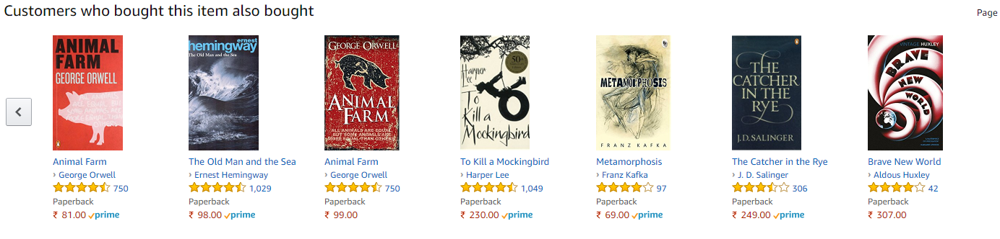 Customers who bought this item also bought
Page
ANIMAL
FARM
GEORGE ORWELL
Animal Farm
› George Orwell
750
Paperback
₹ 81.00 prime
ernest
hemingway
The Old Man and the Sea
The Old Man and the Sea
› Ernest Hemingway
1,029
Paperback
₹ 98.00 prime
GEORGE ORWELL
ANIMAL
FARM
ALL ANIMALS ARE EQUAL
BUT SOME ANIMALS ARE
MORE EQUAL THAN OTHERS
Animal Farm
› George Orwell
750
Paperback
₹ 99.00
50th
Harper
Lee
To
Kill a
Mockingbird
To Kill a Mockingbird
› Harper Lee
1,049
Paperback
₹ 230.00 prime
METAMORPHOSIS
FRANZ KAFKA
Metamorphosis
› Franz Kafka
97
Paperback
₹ 69.00 prime
THE
CATCHER
IN THE
RYE
J.D. SALINGER
The Catcher in the Rye
› J. D. Salinger
306
Paperback
₹ 249.00 prime
VINTAGE HUXLEY
BRAVE
NEW
WORLD
Brave New World
› Aldous Huxley
42
Paperback
₹ 307.00